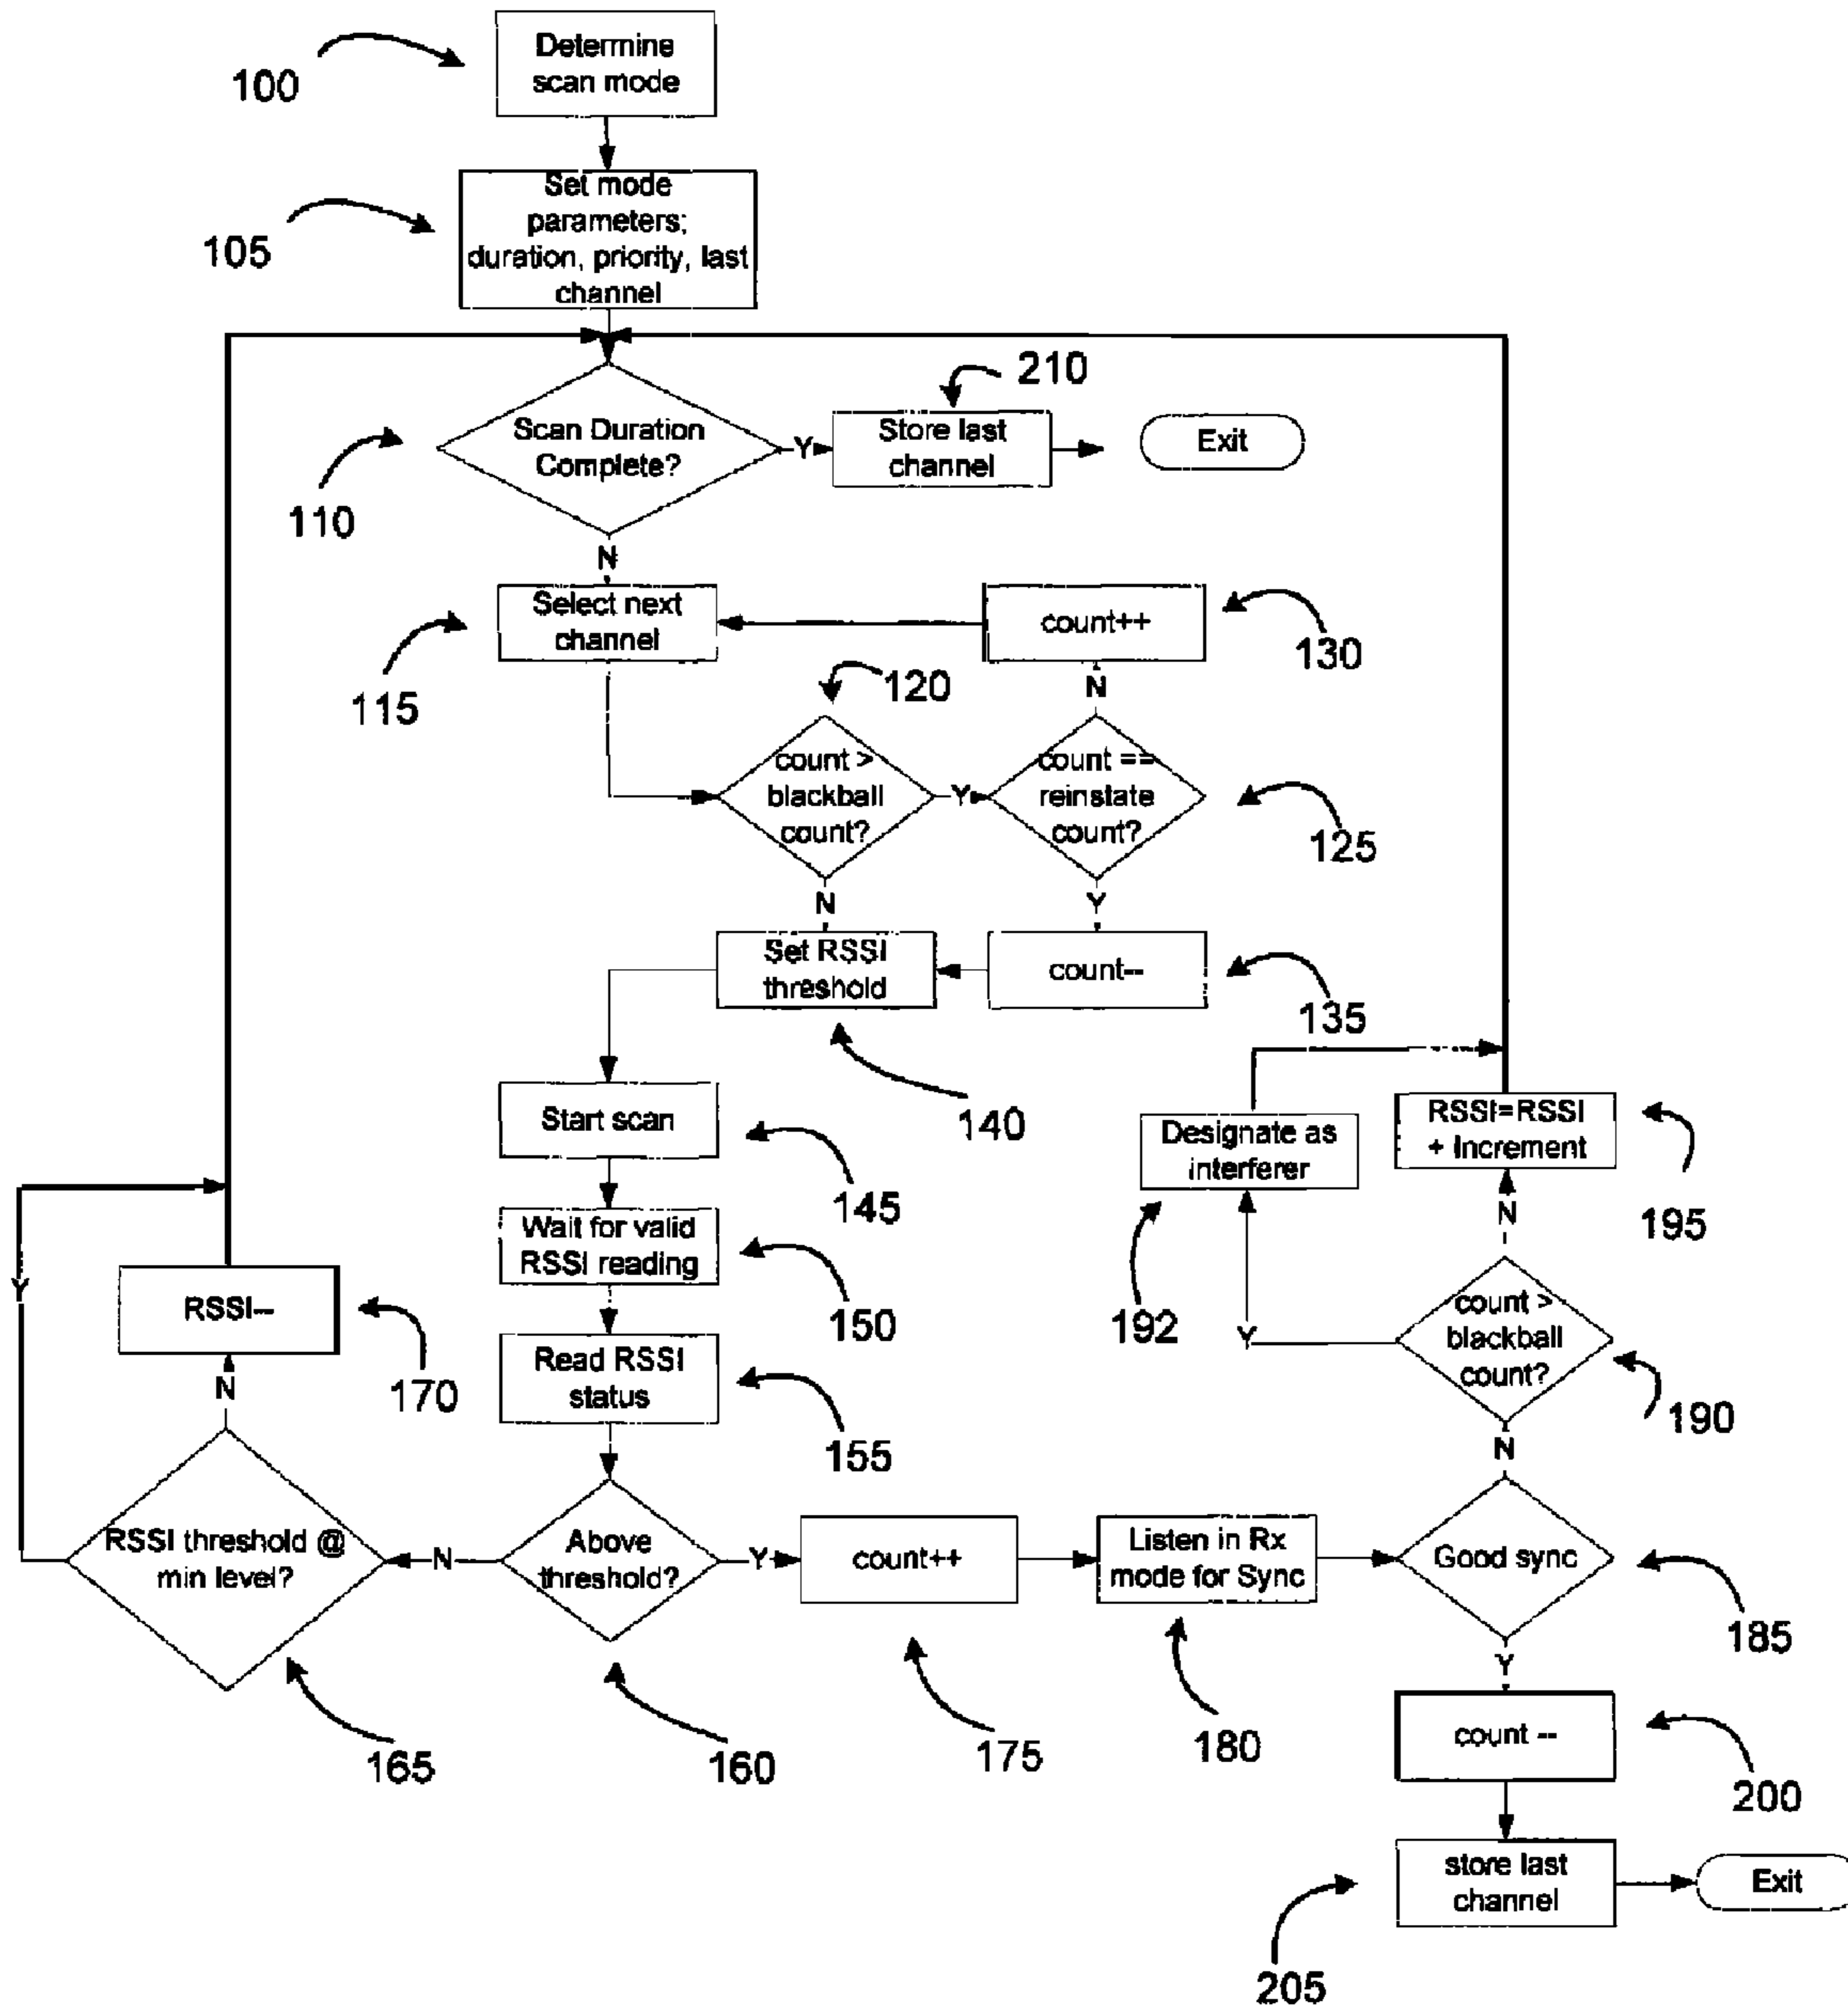 Determine
scan mode
100
Set mode
parameters;
duration, priority, last
channel
105
210
Scan Duration
Complete?
Y
Store last
channel
Exit
110
N
Select next
channel
count++
130
115
120
N
count >
blackball
count?
Y
count ==
reinstate
count?
125
N
Y
Set RSSI
threshold
count--
135
140
Start scan
145
Designate as
interferer
192
RSSI=RSSI
+ Increment
195
N
Wait for valid
RSSI reading
150
Y
RSSI--
170
count >
blackball
count?
190
Y
N
Read RSSI
status
155
N
RSSI threshold @
min level?
165
N
Above
threshold?
160
Y
count++
175
Listen in Rx
mode for Sync
180
Good sync
185
Y
count --
200
store last
channel
Exit
205